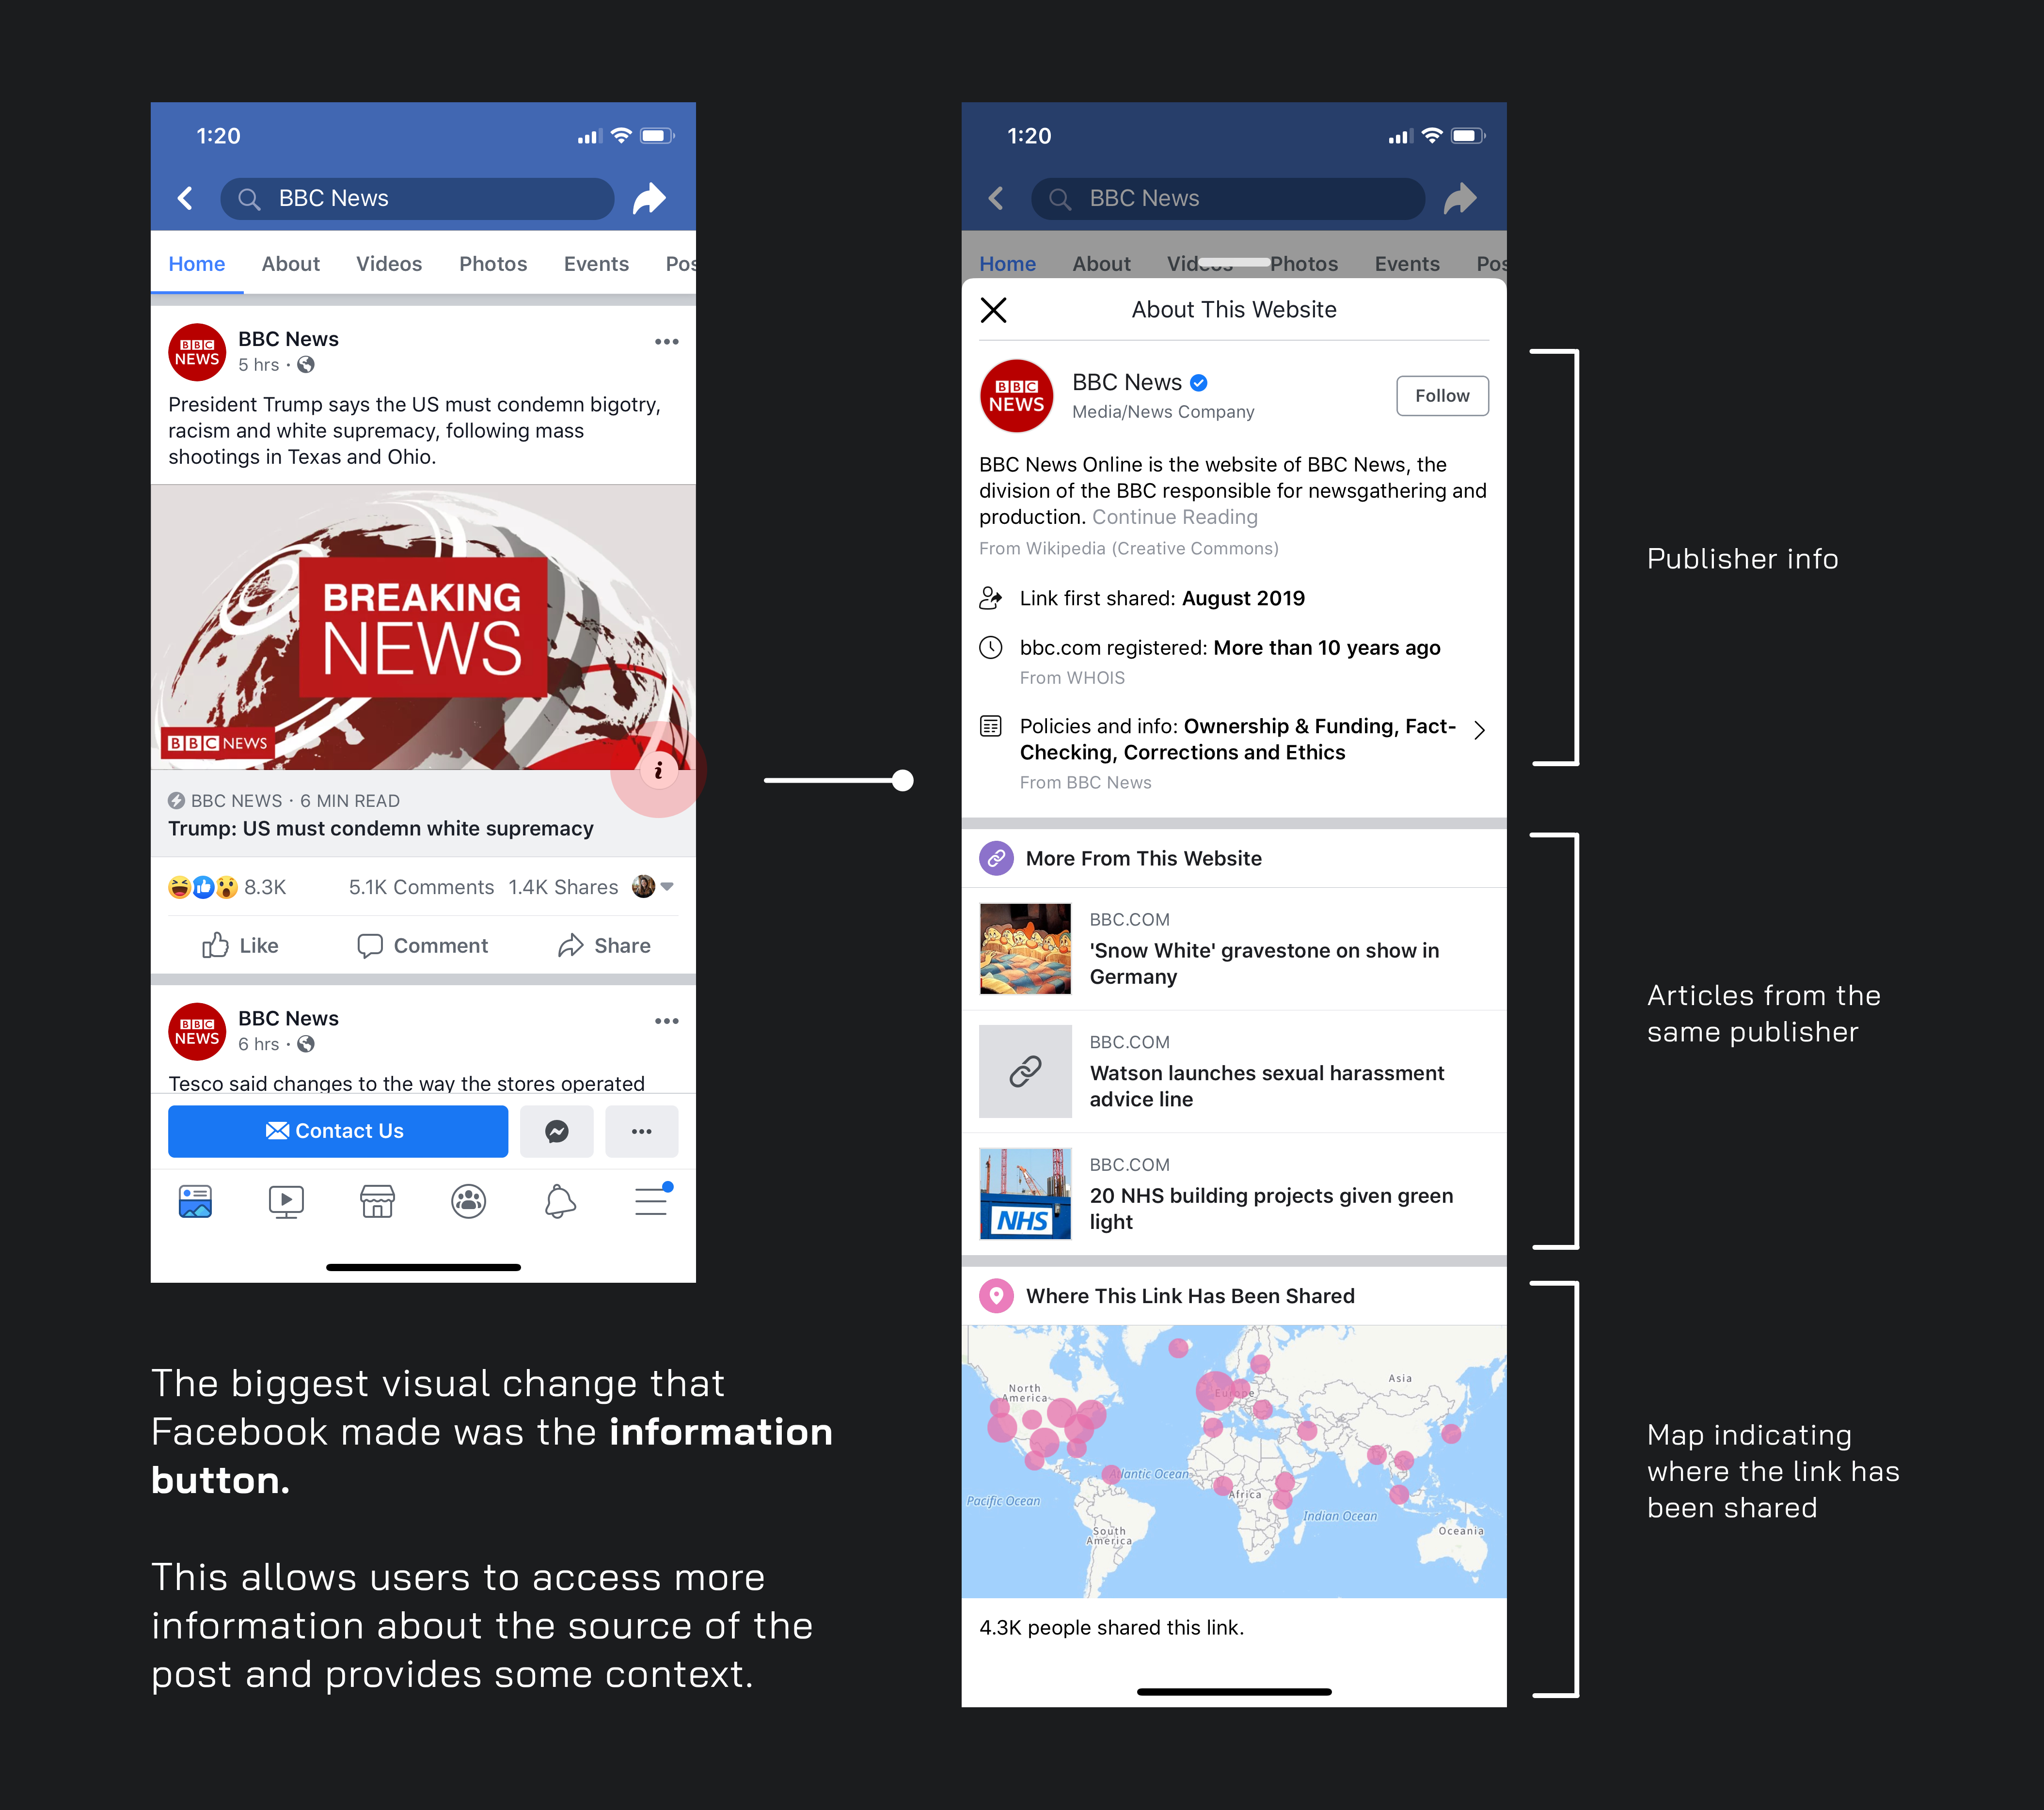 1:20
BBC News
Home About Videos Photos Events Pos
BBC NEWS
BBC News
5 hrs ·
President Trump says the US must condemn bigotry,
racism and white supremacy, following mass
shootings in Texas and Ohio.
BREAKING
NEWS
BBC NEWS
i
BBC NEWS · 6 MIN READ
Trump: US must condemn white supremacy
8.3K 5.1K Comments 1.4K Shares
Like Comment Share
BBC NEWS
BBC News
6 hrs ·
Tesco said changes to the way the stores operated
Contact Us
The biggest visual change that
Facebook made was the information
button.
This allows users to access more
information about the source of the
post and provides some context.
1:20
BBC News
Home About Videos Photos Events Pos
About This Website
BBC NEWS
BBC News
Media/News Company
Follow
BBC News Online is the website of BBC News, the
division of the BBC responsible for newsgathering and
production. Continue Reading
From Wikipedia (Creative Commons)
Link first shared: August 2019
bbc.com registered: More than 10 years ago
From WHOIS
Policies and info: Ownership & Funding, Fact-
Checking, Corrections and Ethics
From BBC News
More From This Website
BBC.COM
'Snow White' gravestone on show in
Germany
BBC.COM
Watson launches sexual harassment
advice line
BBC.COM
20 NHS building projects given green
light
NHS
Where This Link Has Been Shared
North
America
Europe
Asia
Atlantic Ocean
Pacific Ocean
Africa
Indian Ocean
South
America
Oceania
4.3K people shared this link.
Publisher info
Articles from the
same publisher
Map indicating
where the link has
been shared